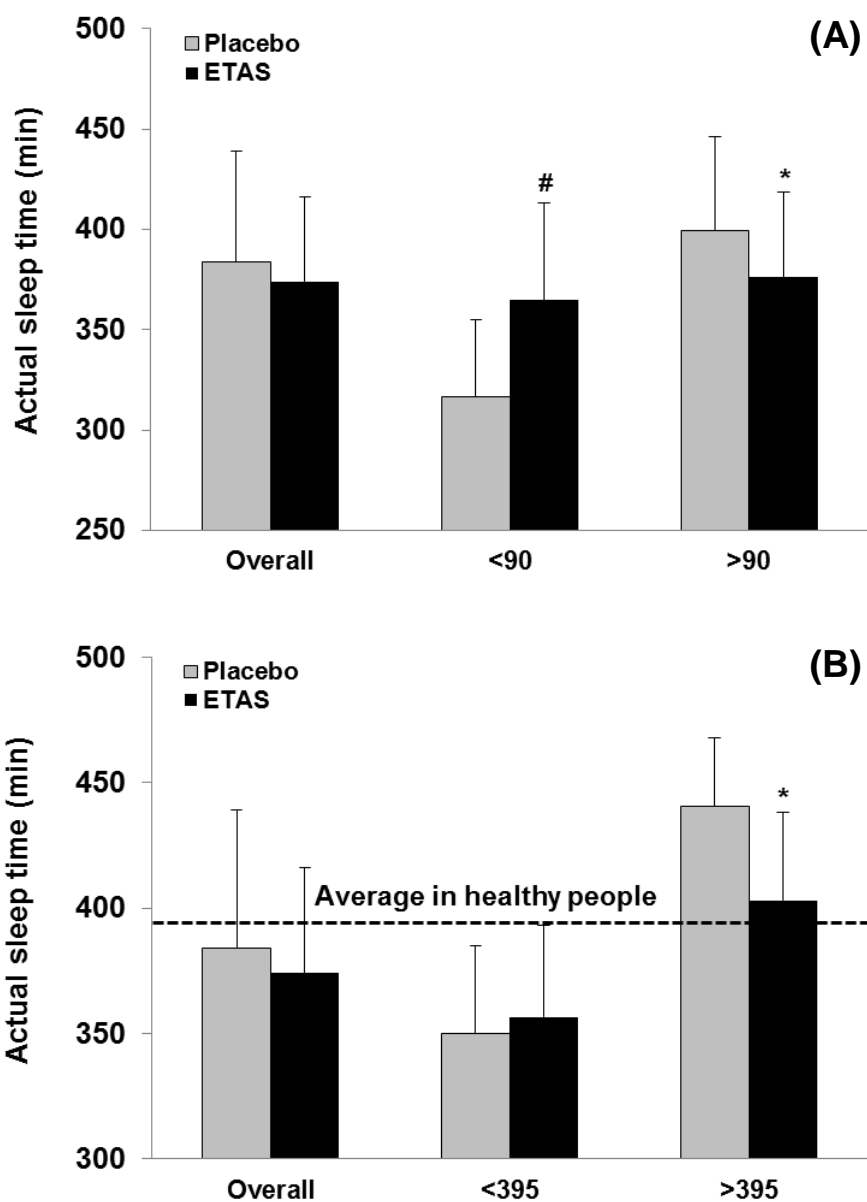 (A)
Placebo
ETAS
Actual sleep time (min)
500
450
400
350
300
250
#
*
Overall
<90
>90
(B)
Placebo
ETAS
Actual sleep time (min)
500
450
400
350
300
*
Average in healthy people
Overall
<395
>395